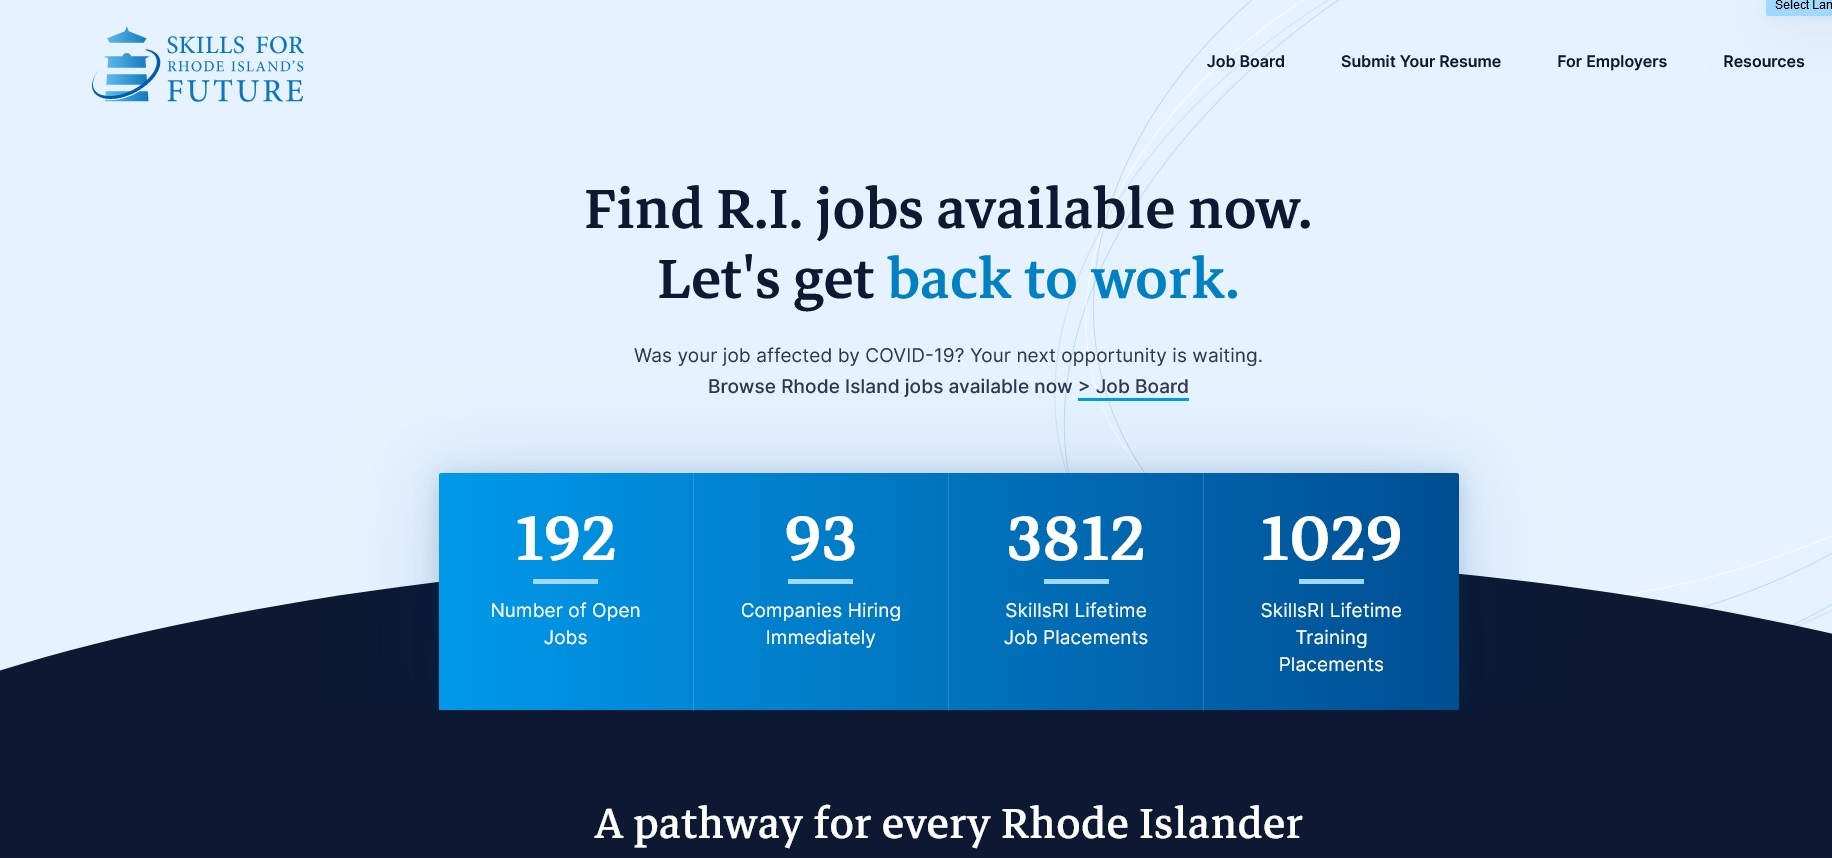 Select Lan
SKILLS FOR
RHODE ISLAND'S
FUTURE
Job Board
Submit Your Resume
For Employers
Resources
Find R.I. jobs available now.
Let's get back to work.
Was your job affected by COVID-19? Your next opportunity is waiting.
Browse Rhode Island jobs available now > Job Board
192
Number of Open
Jobs
93
Companies Hiring
Immediately
3812
SkillsRI Lifetime
Job Placements
1029
SkillsRI Lifetime
Training
Placements
A pathway for every Rhode Islander